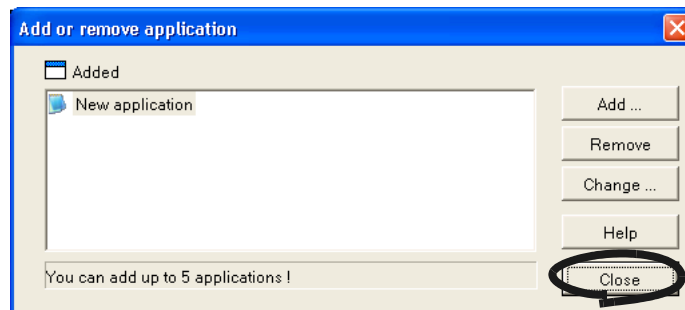 Add or remove application
Added
New application
Add ...
Remove
Change ...
Help
You can add up to 5 applications !
Close